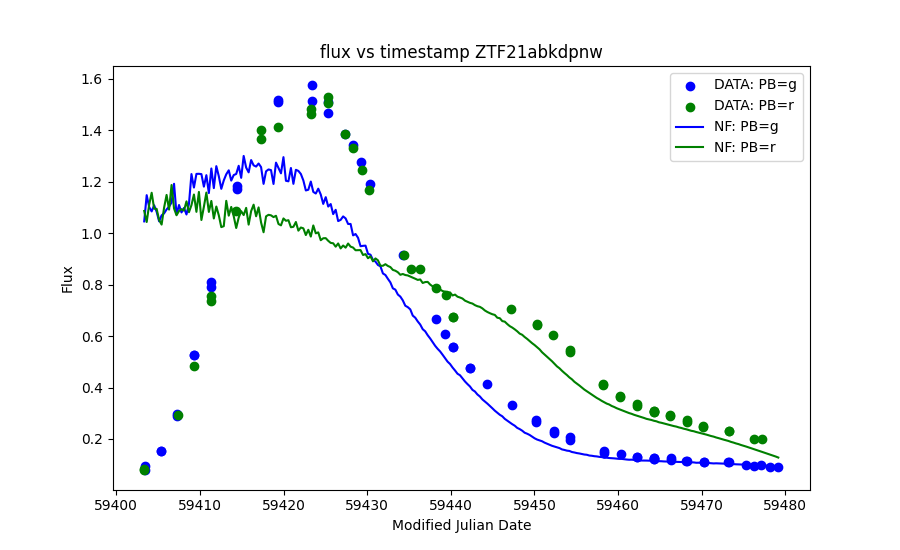 flux vs timestamp ZTF21abkdpnw
DATA: PB=g
DATA: PB=r
NF: PB=g
NF: PB=r
Flux
1.6
1.4
1.2
1.0
0.8
0.6
0.4
0.2
59400 59410 59420 59430 59440 59450 59460 59470 59480
Modified Julian Date